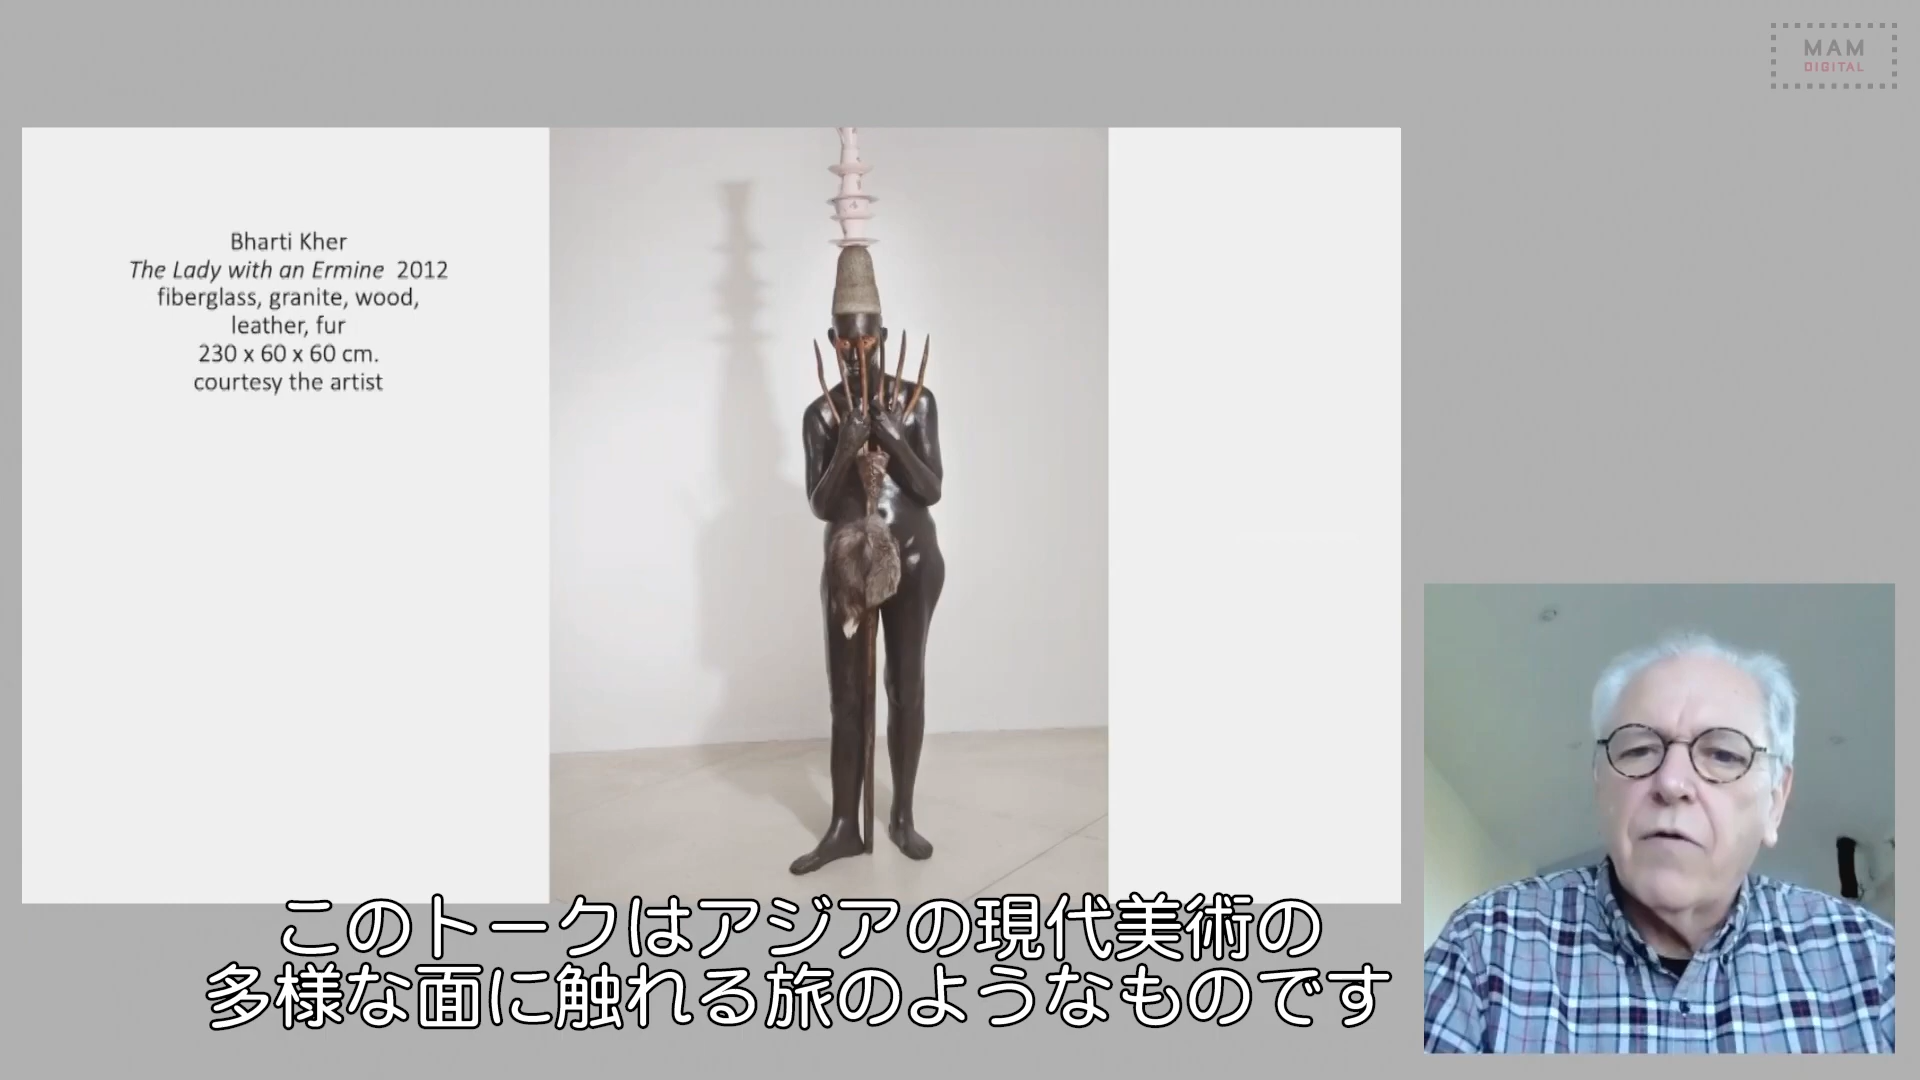 MAM
DIGITAL
Bharti Kher
The Lady with an Ermine 2012
fiberglass, granite, wood,
leather, fur
230 x 60 x 60 cm.
courtesy the artist
このトークはアジアの現代美術の
多様な面に触れる旅のようなものです